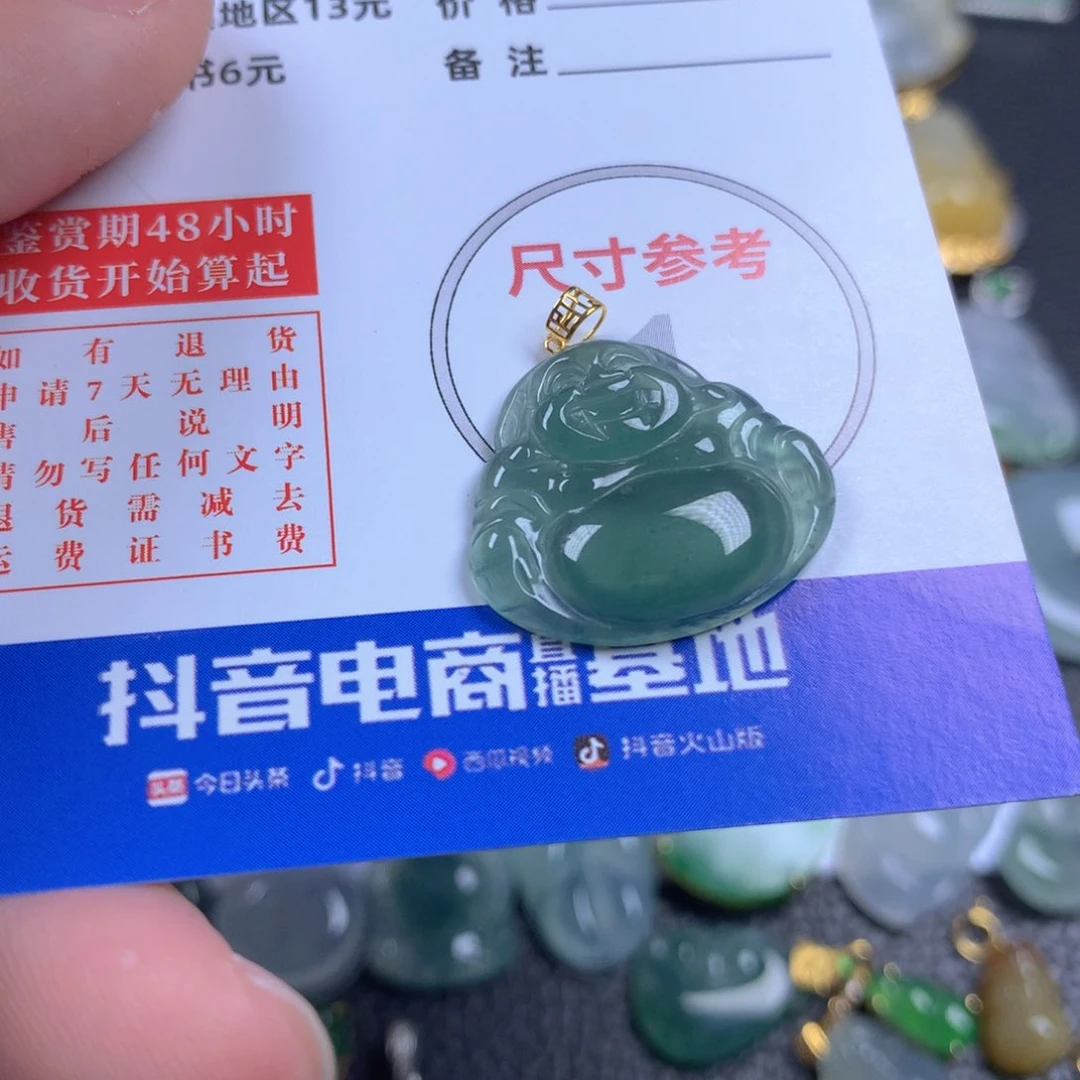 地区13元 价格
书6元 备注
鉴赏期48小时
收货开始算起
如有退货
申请7天无理由
售后说明
请勿写任何文字
退货需减去
运费证书费
尺寸参考
抖音电商直播基地
头条 今日头条 抖音 西瓜视频 抖音火山版